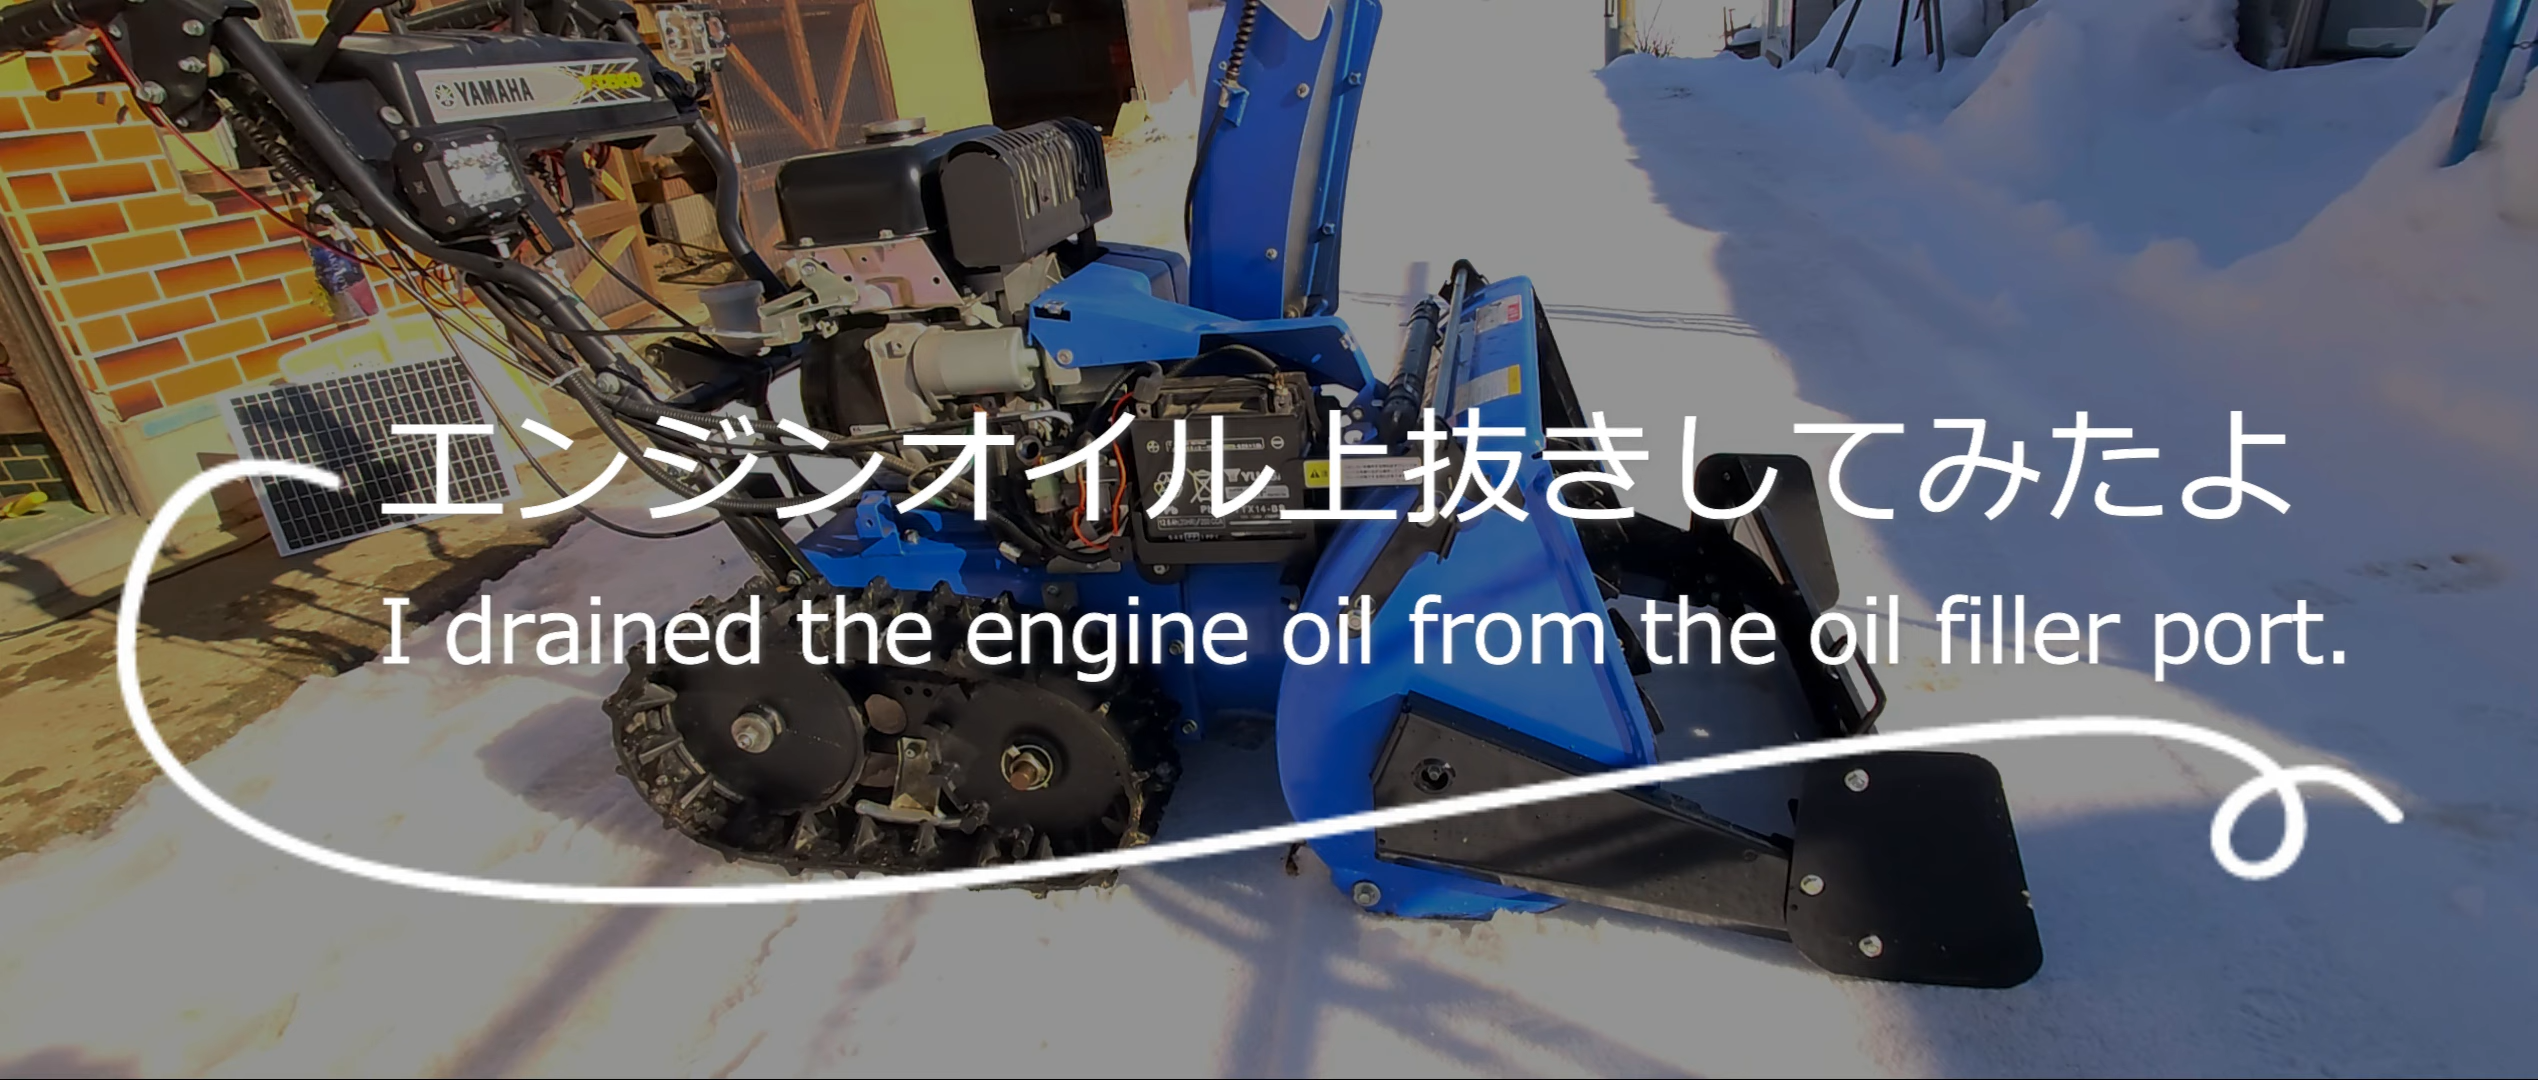 YAMAHA
エンジンオイル上抜きしてみたよ
I drained the engine oil from the oil filler port.